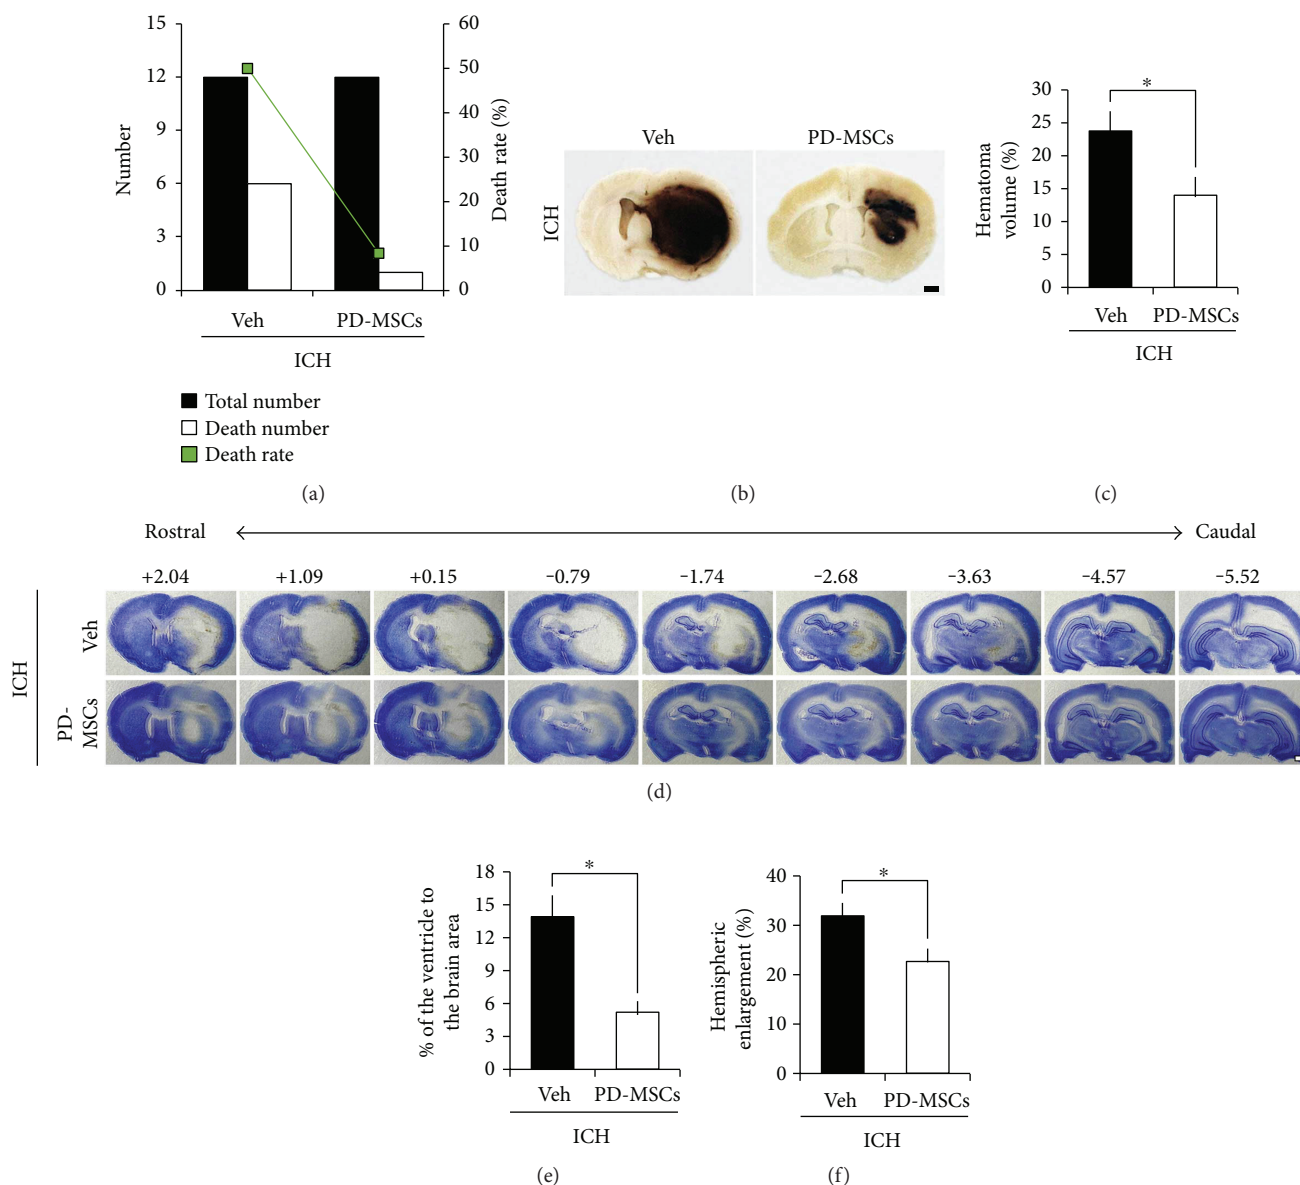 15
12
9
6
3
0
Number
60
50
40
30
20
10
0
Death rate (%)
Veh PD-MSCs
ICH
Total number
Death number
Death rate
(a)
Veh PD-MSCs
ICH
(b)
30
25
20
15
10
5
0
Hematoma
volume (%)
*
Veh PD-MSCs
ICH
(c)
Rostral Caudal
+2.04 +1.09 +0.15 -0.79 -1.74 -2.68 -3.63 -4.57 -5.52
ICH
Veh
PD-
MSCs
(d)
18
15
12
9
6
3
0
% of the ventricle to
the brain area
*
Veh PD-MSCs
ICH
(e)
40
30
20
10
0
Hemispheric
enlargement (%)
*
Veh PD-MSCs
ICH
(f)